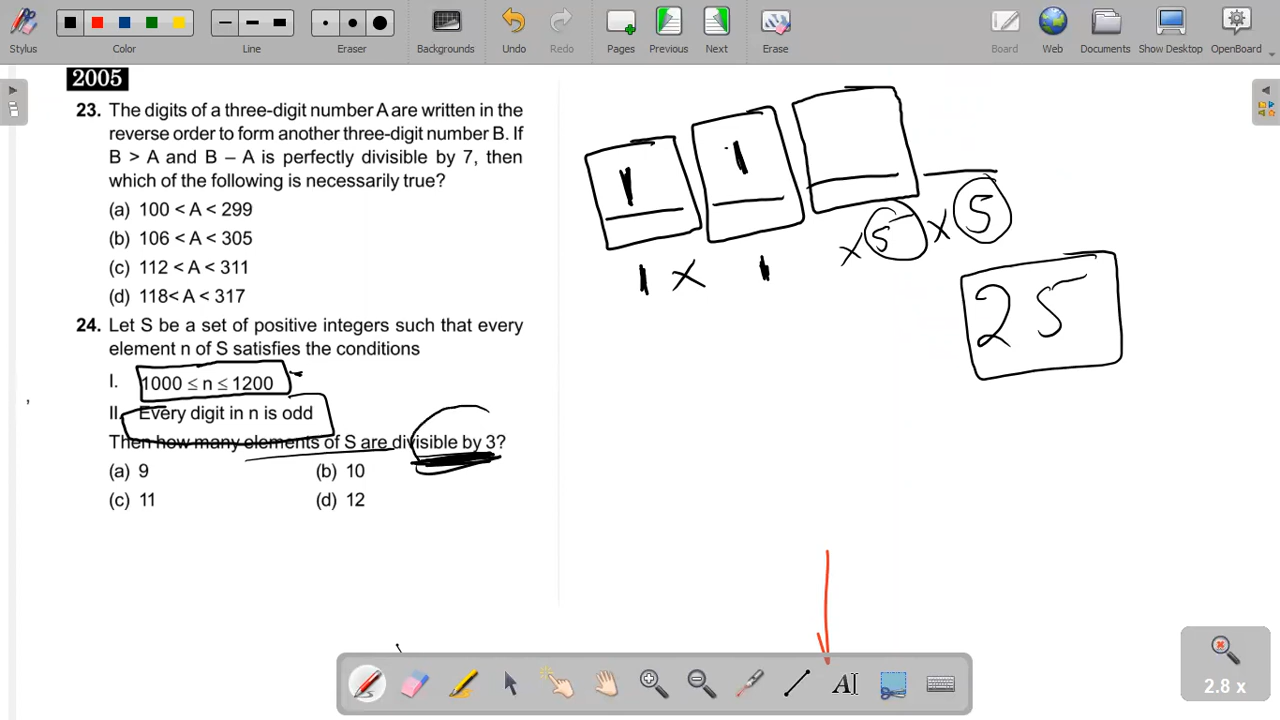 Stylus
Color
Line
Eraser
Backgrounds
Undo
Redo
Pages
Previous
Next
Erase
Board
Web
Documents
Show Desktop
OpenBoard
2005
23. The digits of a three-digit number A are written in the
reverse order to form another three-digit number B. If
B > A and B – A is perfectly divisible by 7, then
which of the following is necessarily true?
(a) 100 < A < 299
(b) 106 < A < 305
(c) 112 < A < 311
(d) 118< A < 317
24. Let S be a set of positive integers such that every
element n of S satisfies the conditions
I. 1000 ≤ n ≤ 1200
II. Every digit in n is odd
Then how many elements of S are divisible by 3?
(a) 9 (b) 10
(c) 11 (d) 12
1 1
1 x 1 x 5 x 5
25
2.8 x